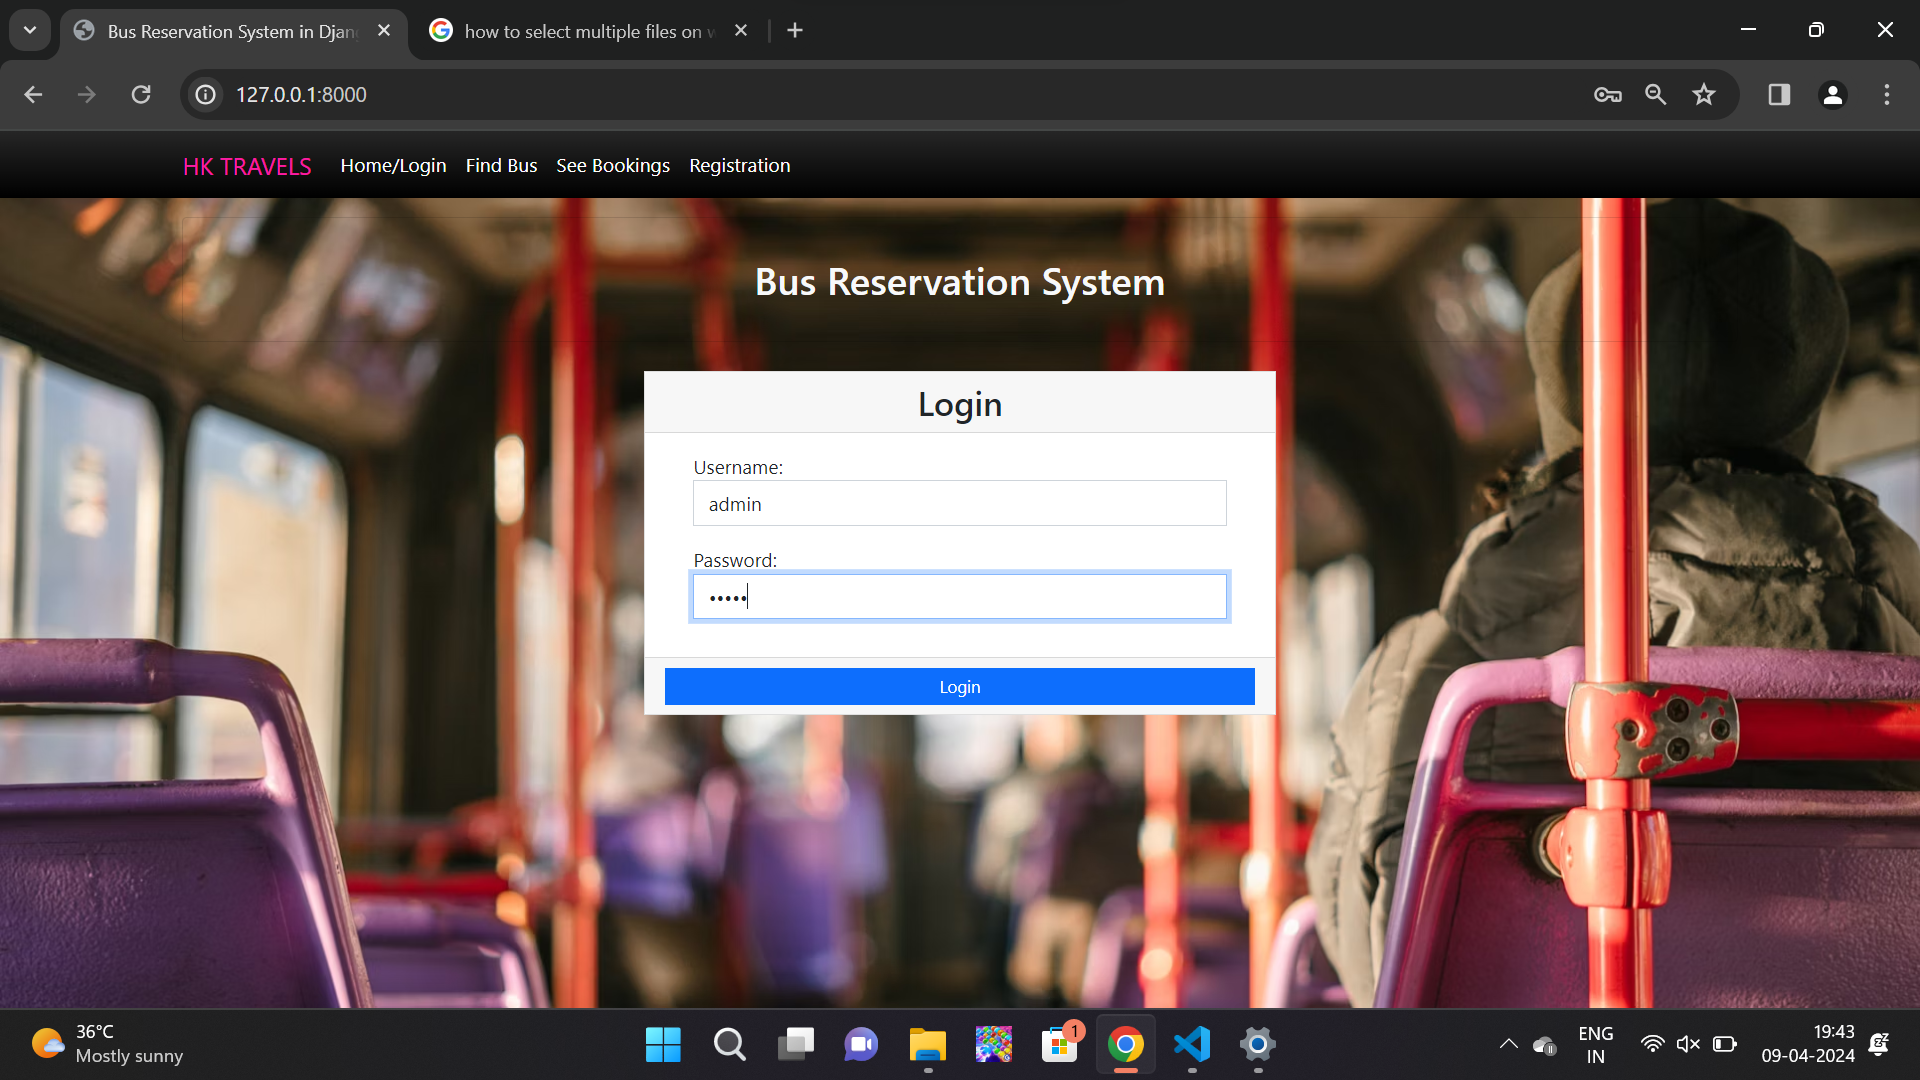 Bus Reservation System in Djan
how to select multiple files on w
127.0.0.1:8000
HK TRAVELS
Home/Login
Find Bus
See Bookings
Registration
Bus Reservation System
Login
Username:
admin
Password:
•••••
Login
36°C
Mostly sunny
1
ENG
IN
19:43
09-04-2024